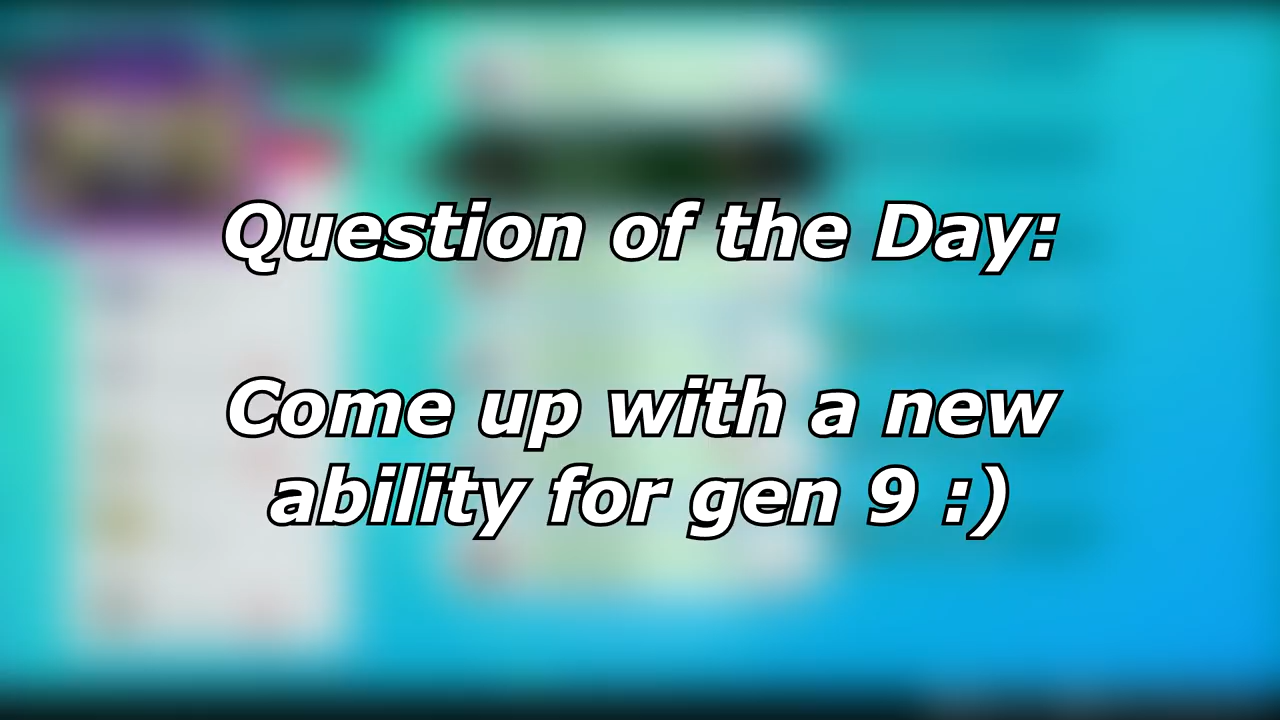 Question of the Day:
Come up with a new
ability for gen 9 :)